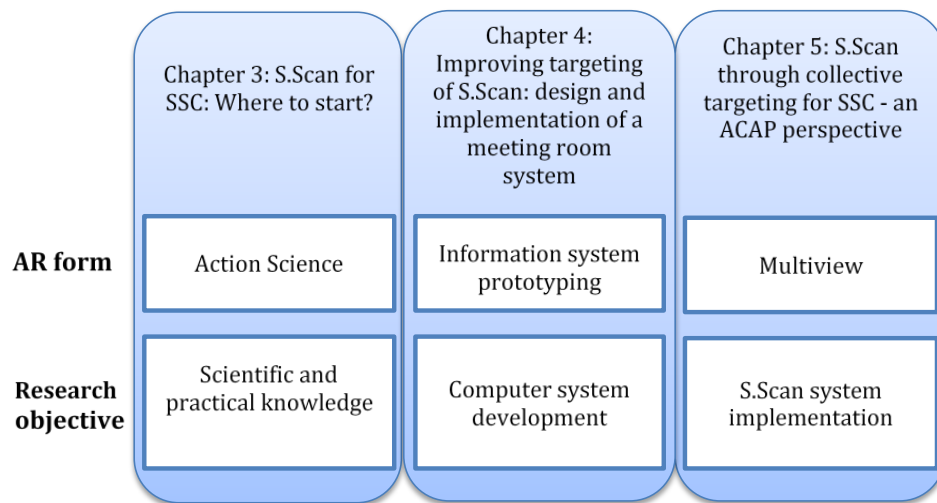 Chapter 3: S.Scan for
SSC: Where to start?
Chapter 4:
Improving targeting
of S.Scan: design and
implementation of a
meeting room
system
Chapter 5: S.Scan
through collective
targeting for SSC - an
ACAP perspective
AR form
Action Science
Information system
prototyping
Multiview
Research
objective
Scientific and
practical knowledge
Computer system
development
S.Scan system
implementation